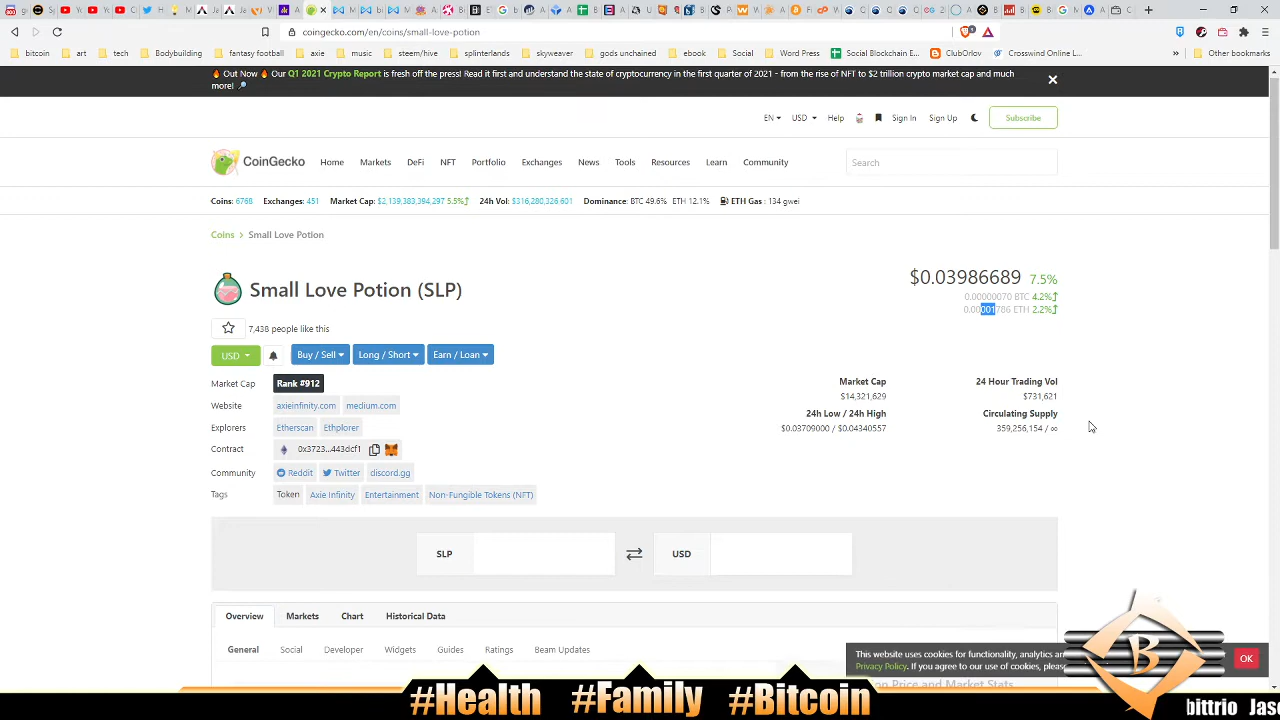 coingecko.com/en/coins/small-love-potion
bitcoin art tech Bodybuilding fantasy football axie music steem/hive splinterlands skyweaver gods unchained ebook Social Word Press Social Blockchain E... ClubOrlov Crosswind Online L... » Other bookmarks
🔥 Out Now 🔥 Our Q1 2021 Crypto Report is fresh off the press! Read it first and understand the state of cryptocurrency in the first quarter of 2021 - from the rise of NFT to $2 trillion crypto market cap and much
more! 🔎
EN USD Help Sign In Sign Up Subscribe
CoinGecko Home Markets DeFi NFT Portfolio Exchanges News Tools Resources Learn Community Search
Coins: 6768 Exchanges: 451 Market Cap: $2,139,383,394,297 5.5% 24h Vol: $316,280,326,601 Dominance: BTC 49.6% ETH 12.1% ETH Gas : 134 gwei
Coins > Small Love Potion
Small Love Potion (SLP)
$0.03986689 7.5%
0.00000070 BTC 4.2%
0.00001786 ETH 2.2%
7,438 people like this
USD Buy / Sell Long / Short Earn / Loan
Market Cap Rank #912
Website axieinfinity.com medium.com
Explorers Etherscan Ethplorer
Contract 0x3723...443dcf1
Community Reddit Twitter discord.gg
Tags Token Axie Infinity Entertainment Non-Fungible Tokens (NFT)
Market Cap 24 Hour Trading Vol
$14,321,629 $731,621
24h Low / 24h High Circulating Supply
$0.03709000 / $0.04340557 359,256,154 / ∞
SLP USD
Overview Markets Chart Historical Data
General Social Developer Widgets Guides Ratings Beam Updates
This website uses cookies for functionality, analytics an
Privacy Policy. If you agree to our use of cookies, pleas
OK
on Price and Market Stats
B
#Health #Family #Bitcoin
bittrio Jas